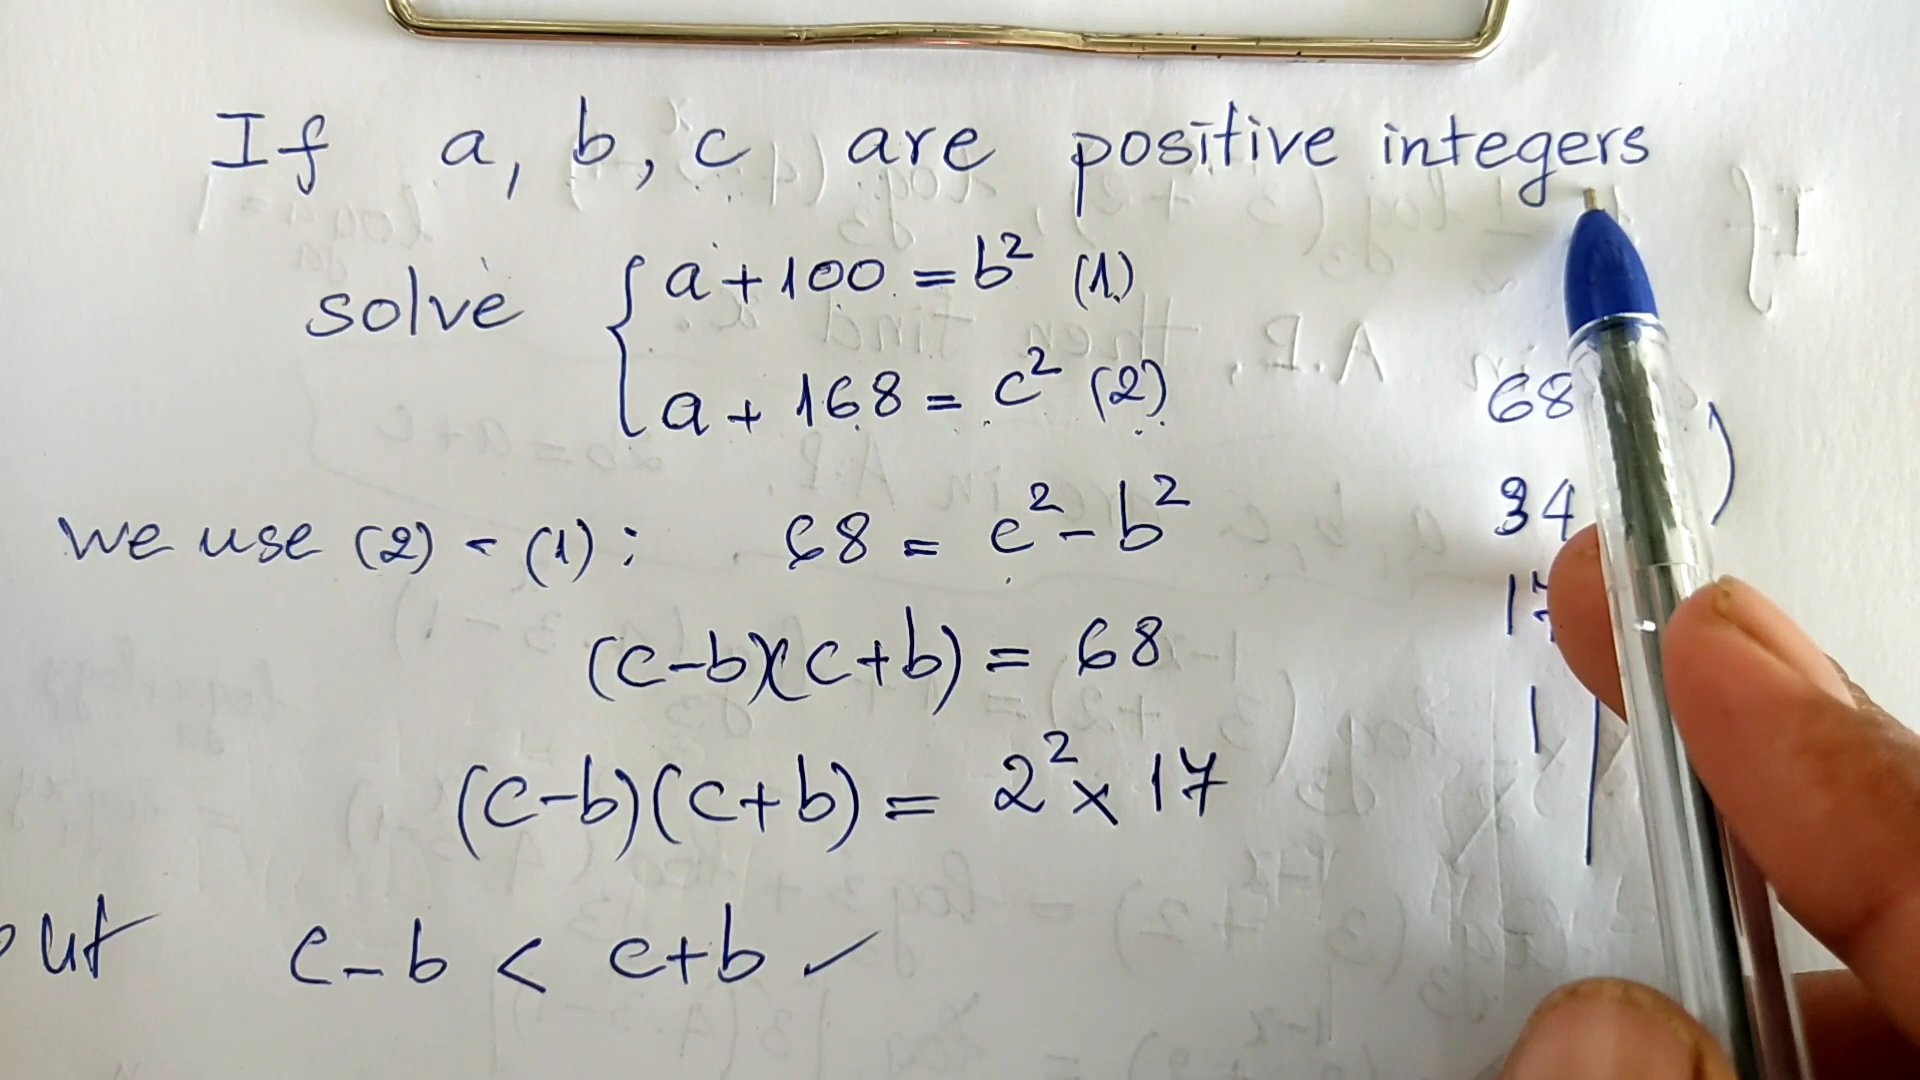 If a, b, c are positive integers
solve { a + 100 = b² (1)
a + 168 = c² (2)
68
34
1
we use (2) - (1) : 68 = c² - b²
(c-b)(c+b) = 68
(c-b)(c+b) = 2² x 17
c - b < c + b ✓